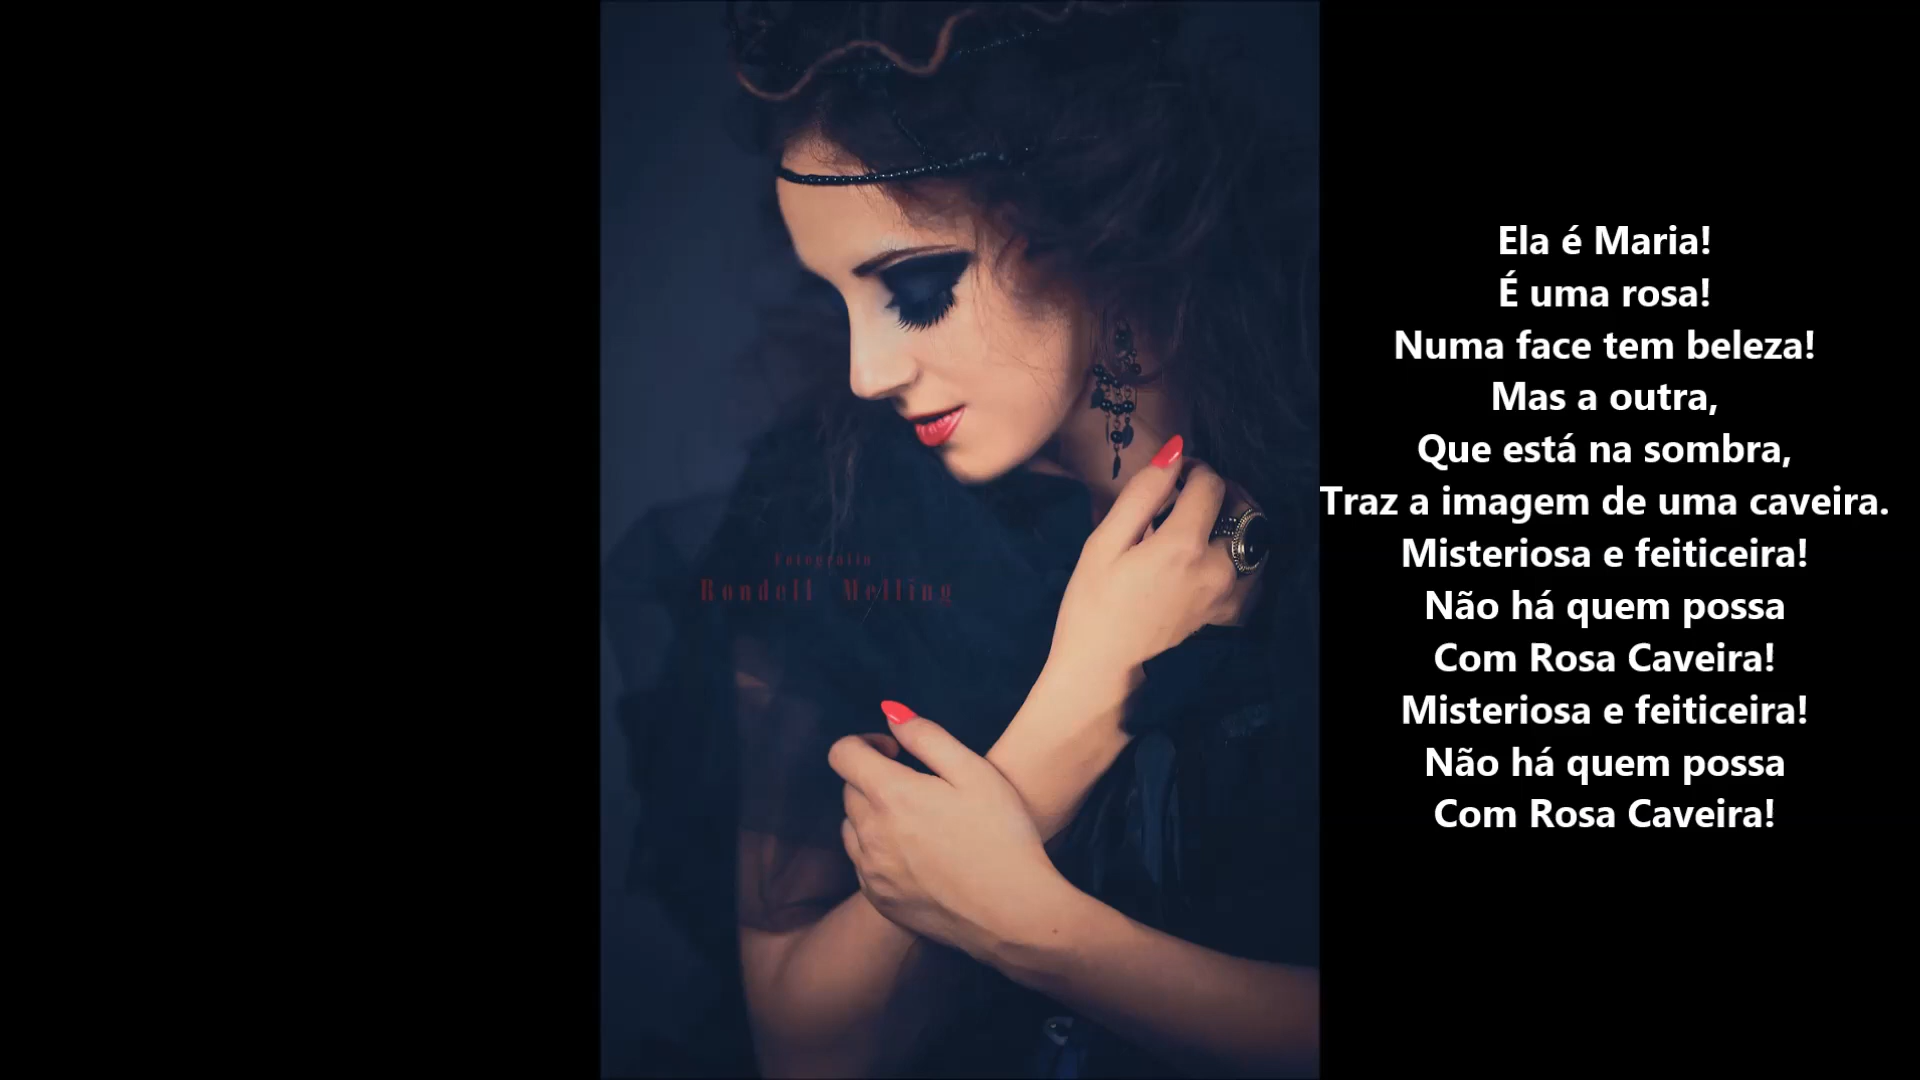 Fotografio
Rondell Melling
Ela é Maria!
É uma rosa!
Numa face tem beleza!
Mas a outra,
Que está na sombra,
Traz a imagem de uma caveira.
Misteriosa e feiticeira!
Não há quem possa
Com Rosa Caveira!
Misteriosa e feiticeira!
Não há quem possa
Com Rosa Caveira!